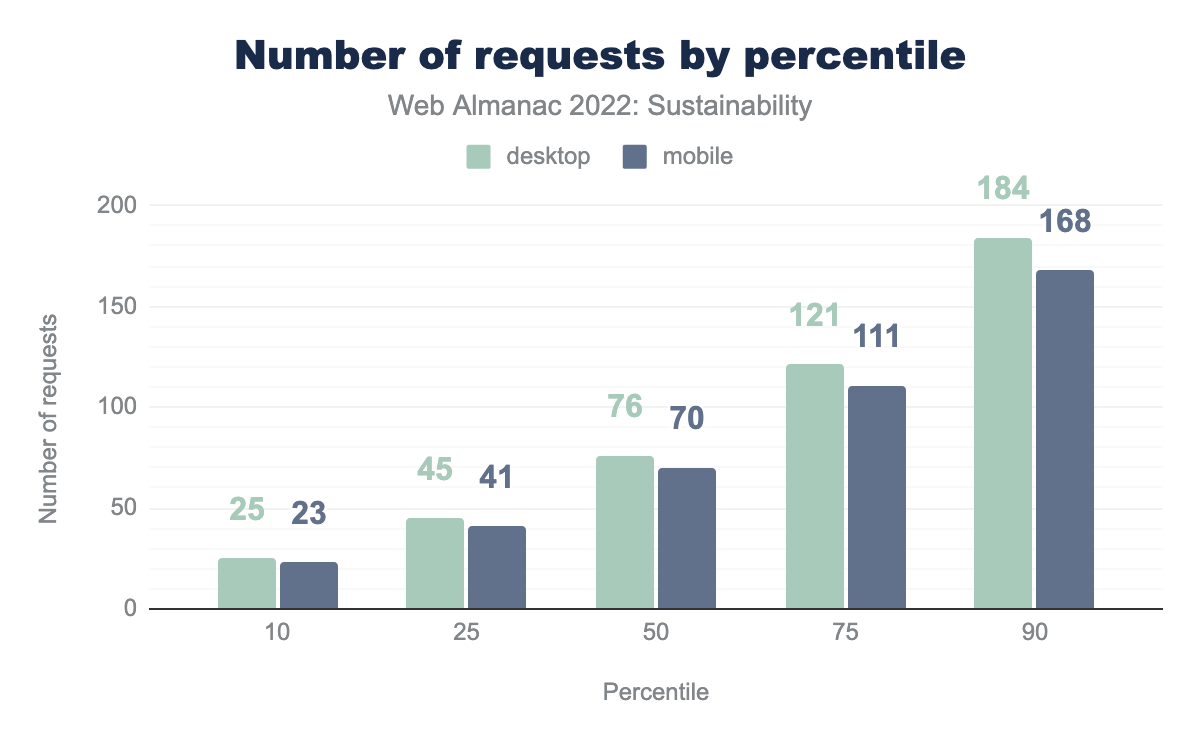 Number of requests by percentile
Web Almanac 2022: Sustainability
desktop mobile
184
200
168
150
121
111
100
76
70
Number of requests
50
45
41
25
23
0
10 25 50 75 90
Percentile